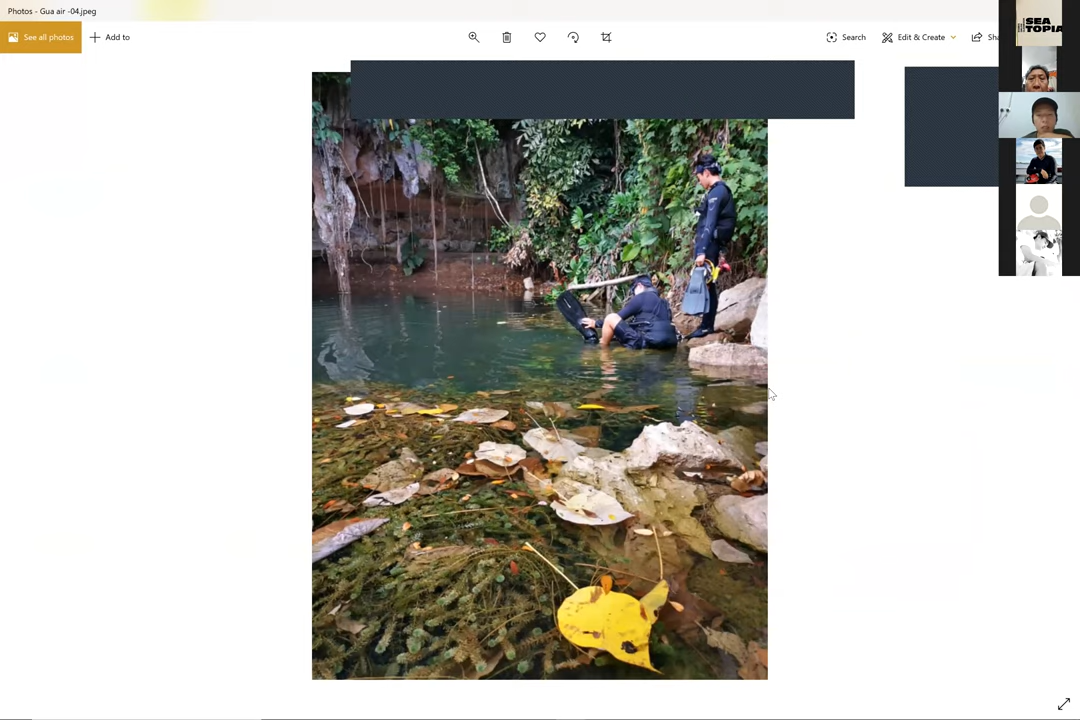 Photos - Gua air -04.jpeg
See all photos
Add to
Search
Edit & Create
SEA
TOPIA